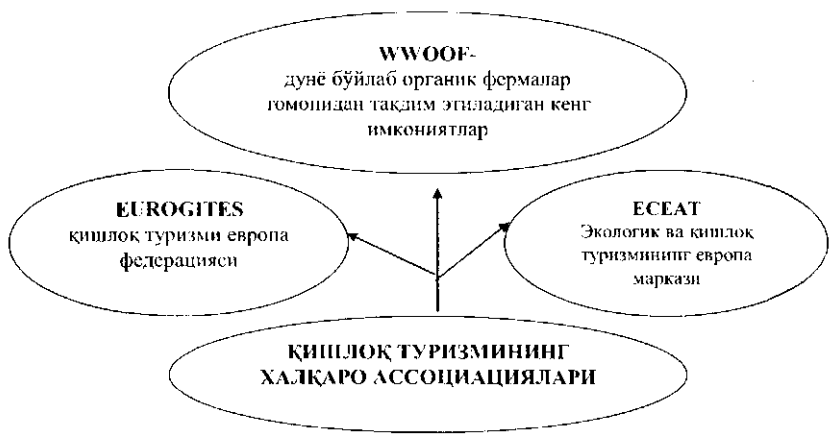 WWOOF-
дунё бўйлаб органик фермалар
томонидан тақдим этиладиган кенг
имкониятлар
EUROGITES
қишлоқ туризми европа
федерацияси
ECEAT
Экологик ва қишлоқ
туризмининг европа
маркази
ҚИШЛОҚ ТУРИЗМИНИНГ
ХАЛҚАРО АССОЦИАЦИЯЛАРИ